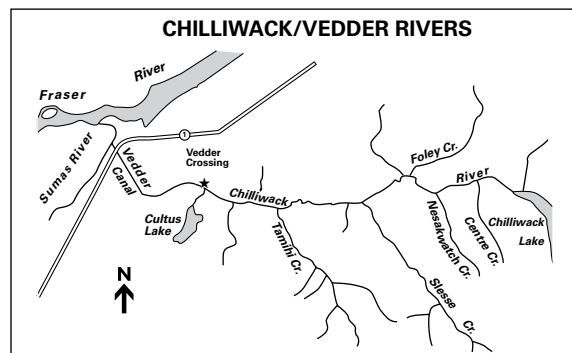 CHILLIWACK/VEDDER RIVERS
River
Fraser
1
Sumas River
Vedder
Canal
Vedder
Crossing
Foley Cr.
Chilliwack
River
Cultus
Lake
Tamihi Cr.
Nesakwatch Cr.
Centre Cr.
Chilliwack
Lake
Slesse
Cr.
N